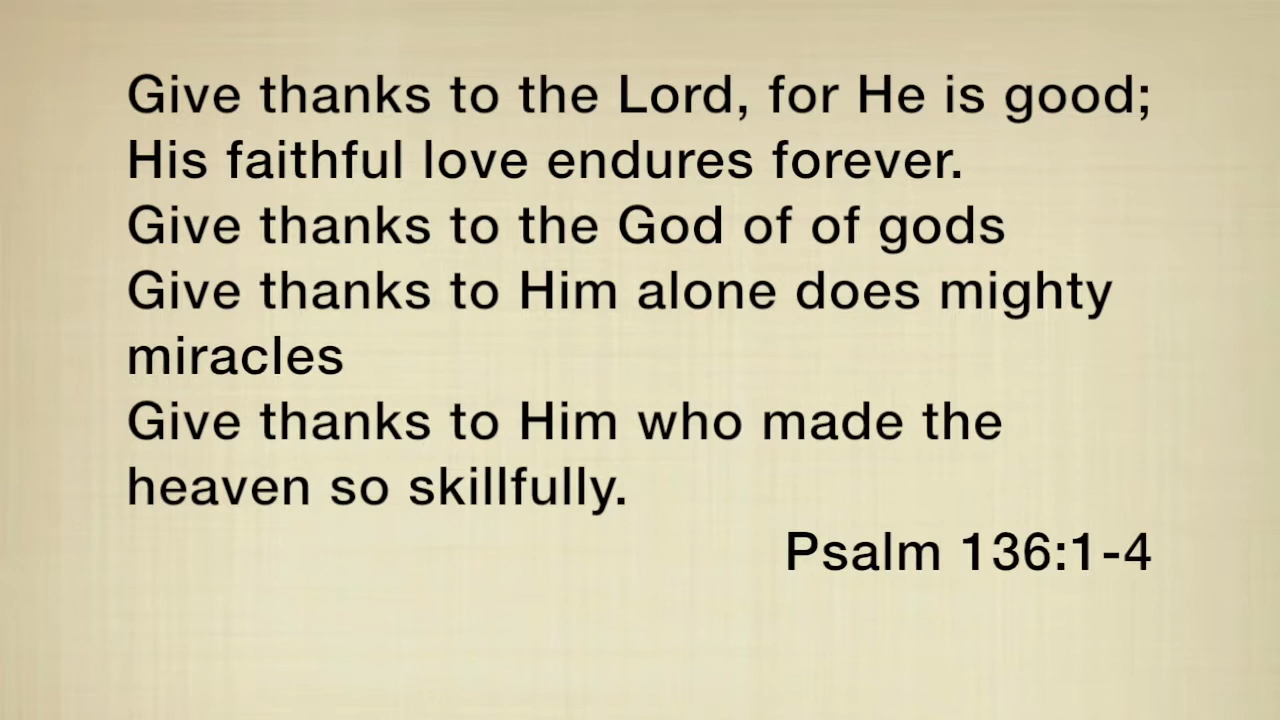 Give thanks to the Lord, for He is good;
His faithful love endures forever.
Give thanks to the God of of gods
Give thanks to Him alone does mighty
miracles
Give thanks to Him who made the
heaven so skillfully.
Psalm 136:1-4